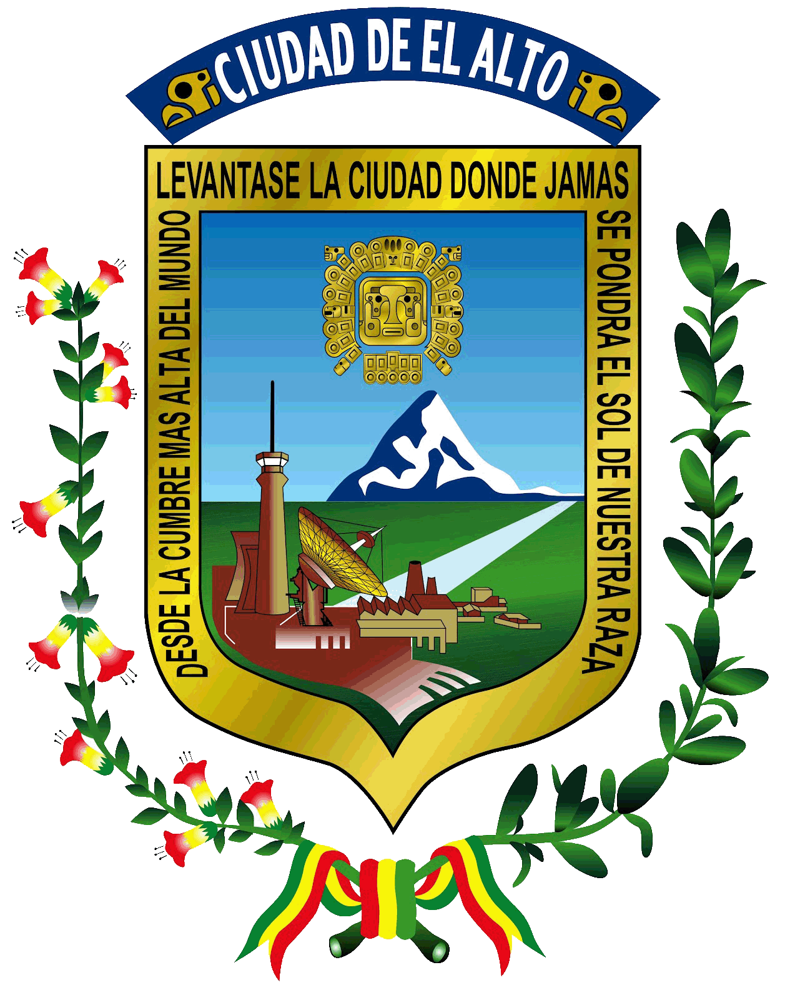 CIUDAD DE EL ALTO
DESDE LA CUMBRE MAS ALTA DEL MUNDO
LEVANTASE LA CIUDAD DONDE JAMAS
SE PONDRA EL SOL DE NUESTRA RAZA